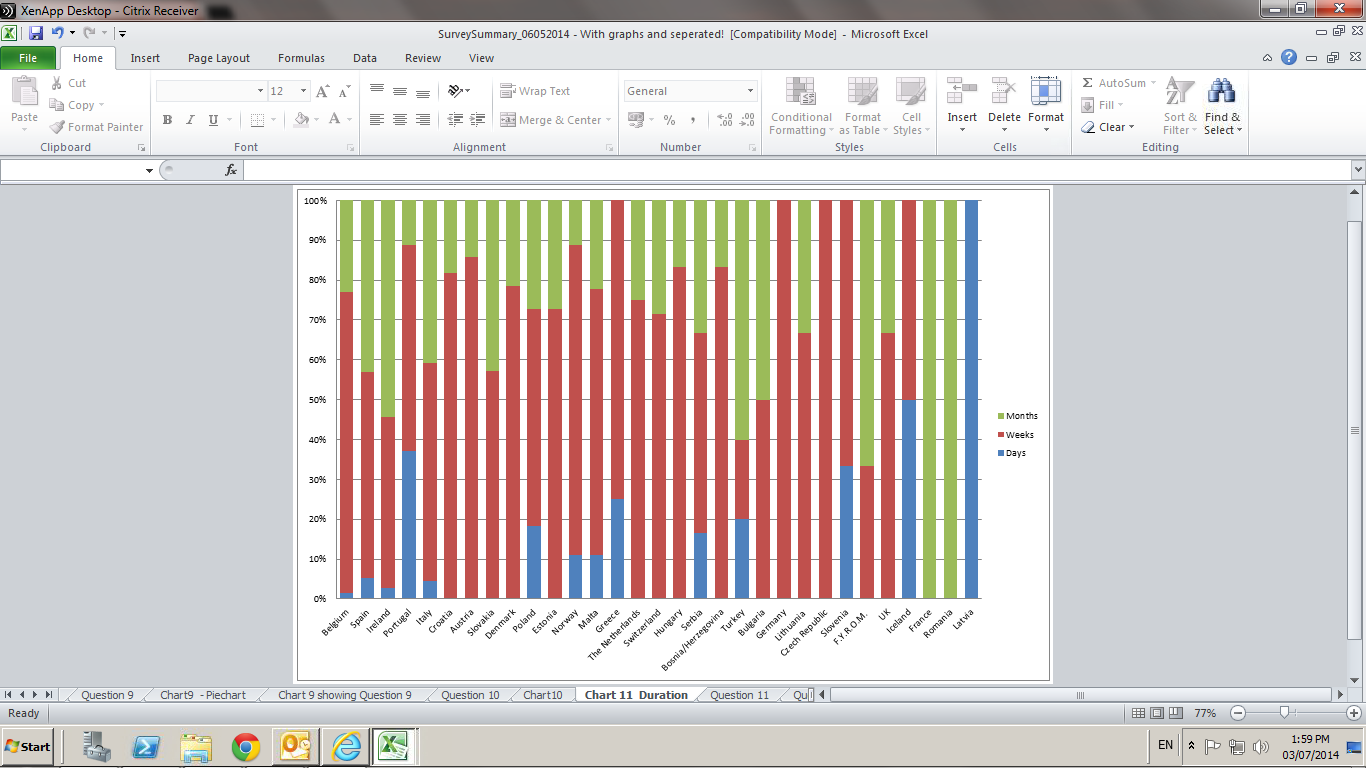 XenApp Desktop - Citrix Receiver
SurveySummary_06052014 - With graphs and seperated! [Compatibility Mode] - Microsoft Excel
File Home Insert Page Layout Formulas Data Review View
Paste
Cut
Copy
Format Painter
Clipboard
12
B I U
A
Font
Wrap Text
Merge & Center
Alignment
General
% ,
Number
Conditional Formatting
Format as Table
Cell Styles
Styles
Insert Delete Format
Cells
AutoSum
Fill
Clear
Sort & Filter
Find & Select
Editing
fx
100%
90%
80%
70%
60%
50%
40%
30%
20%
10%
0%
Belgium
Spain
Ireland
Portugal
Italy
Croatia
Austria
Slovakia
Denmark
Poland
Estonia
Norway
Malta
Greece
The Netherlands
Switzerland
Hungary
Serbia
Bosnia/Herzegovina
Turkey
Bulgaria
Germany
Lithuania
Czech Republic
Slovenia
F.Y.R.O.M.
UK
Iceland
France
Romania
Latvia
Months
Weeks
Days
Question 9 Chart9 - Piechart Chart 9 showing Question 9 Question 10 Chart10 Chart 11 Duration Question 11 Qu
Ready 77%
Start EN 1:59 PM
03/07/2014